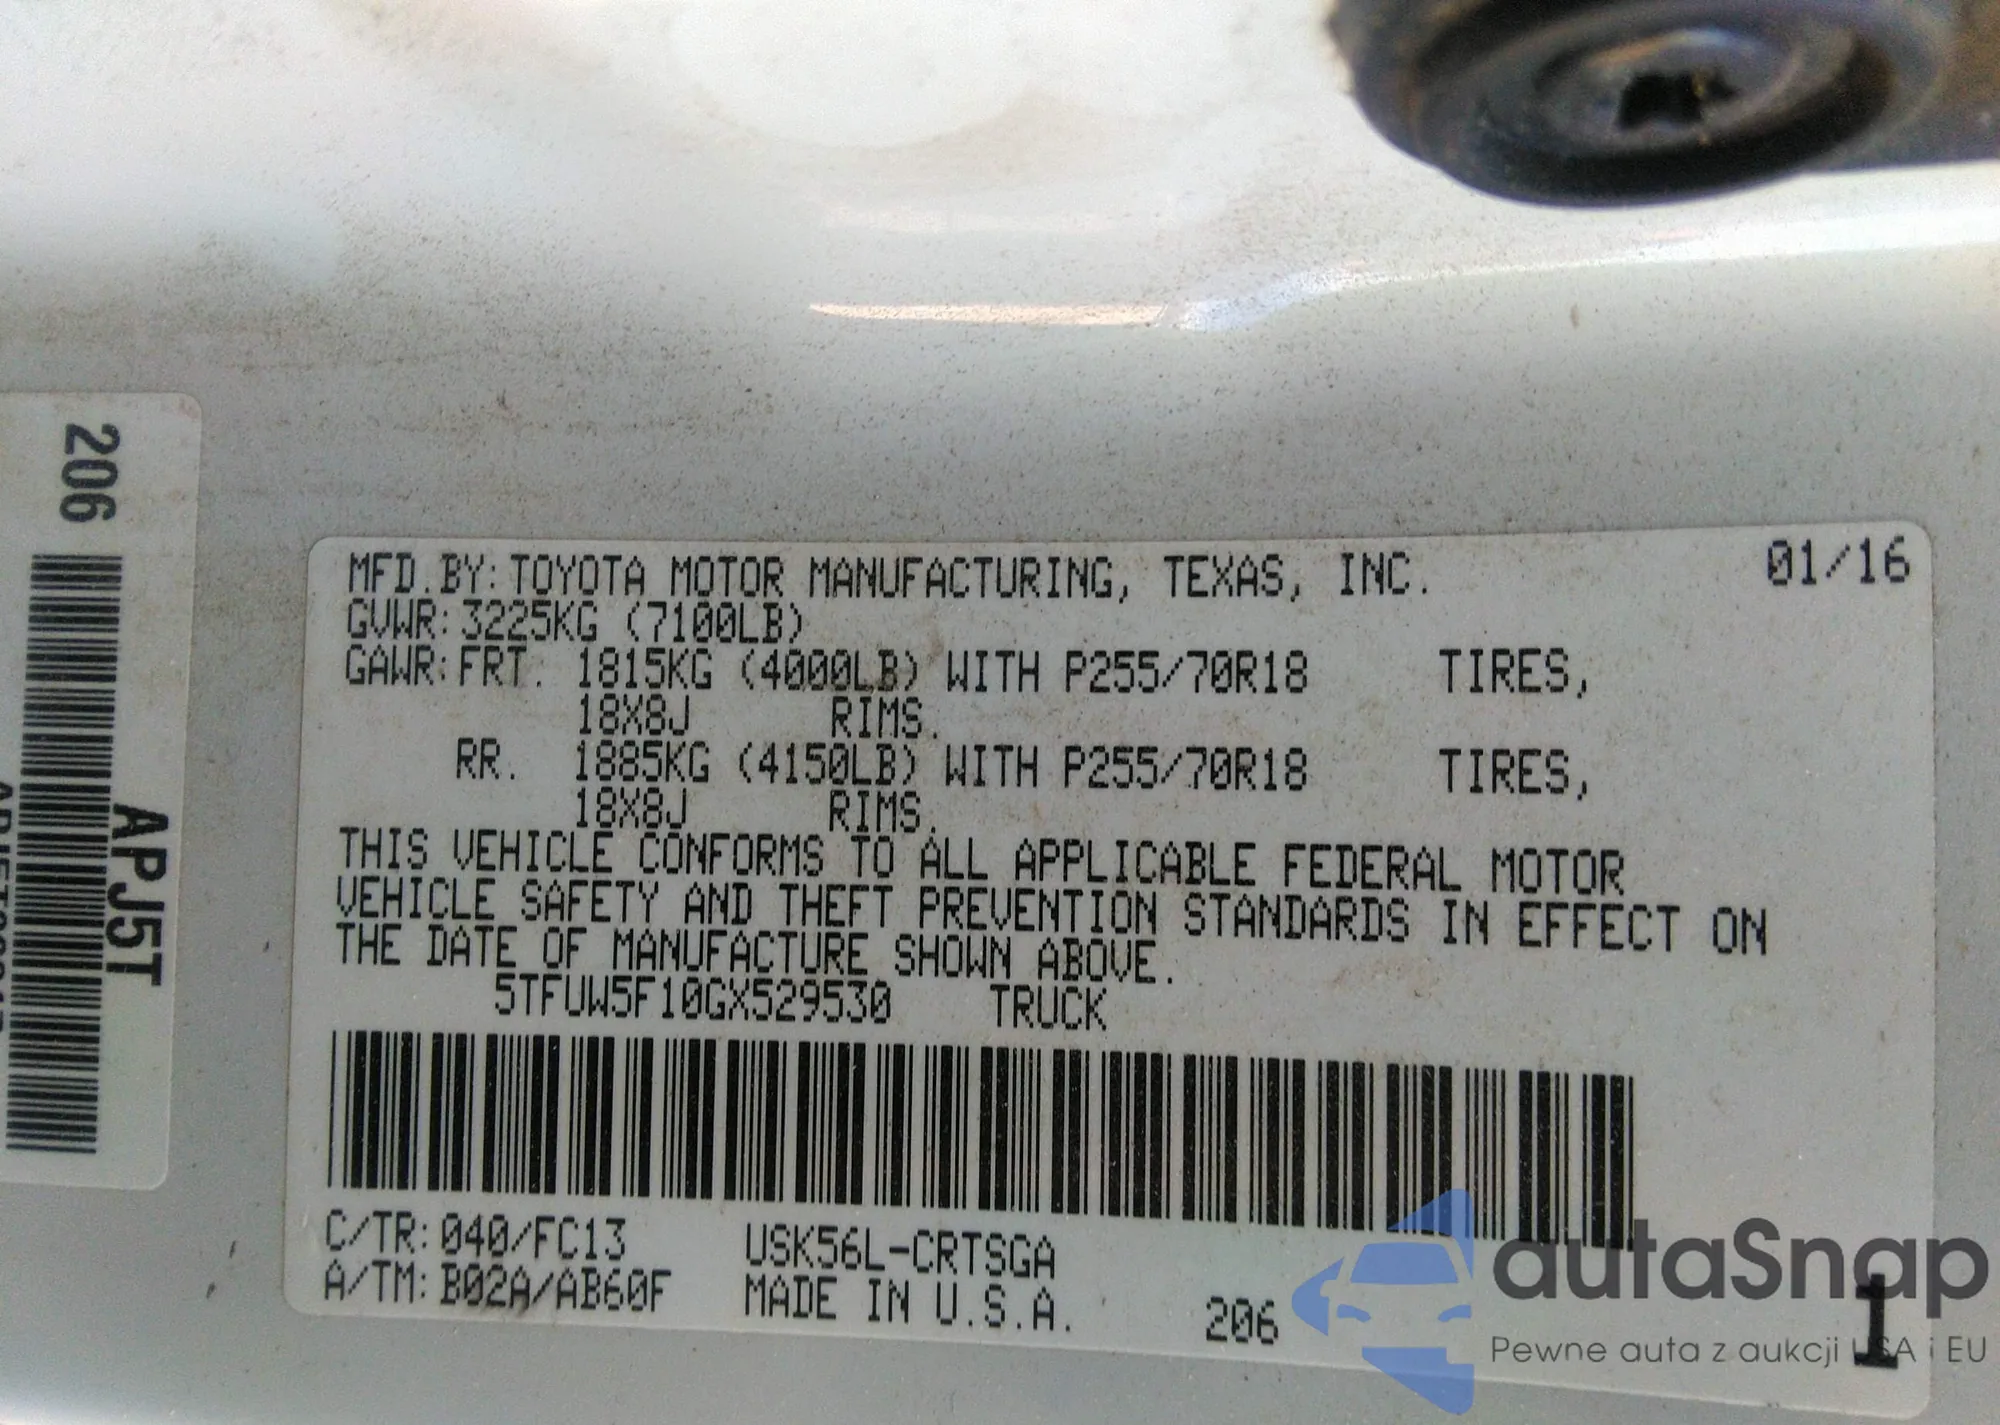 206
APJ5T
MFD.BY: TOYOTA MOTOR MANUFACTURING, TEXAS, INC. 01/16
GVWR: 3225KG (7100LB)
GAWR: FRT. 1815KG (4000LB) WITH P255/70R18 TIRES,
18X8J RIMS.
RR. 1885KG (4150LB) WITH P255/70R18 TIRES,
18X8J RIMS.
THIS VEHICLE CONFORMS TO ALL APPLICABLE FEDERAL MOTOR
VEHICLE SAFETY AND THEFT PREVENTION STANDARDS IN EFFECT ON
THE DATE OF MANUFACTURE SHOWN ABOVE.
5TFUW5F10GX529530 TRUCK
C/TR: 040/FC13 USK56L-CRTSGA
A/TM: B02A/AB60F MADE IN U.S.A. 206 1
autaSnap
Pewne auta z aukcji USA i EU